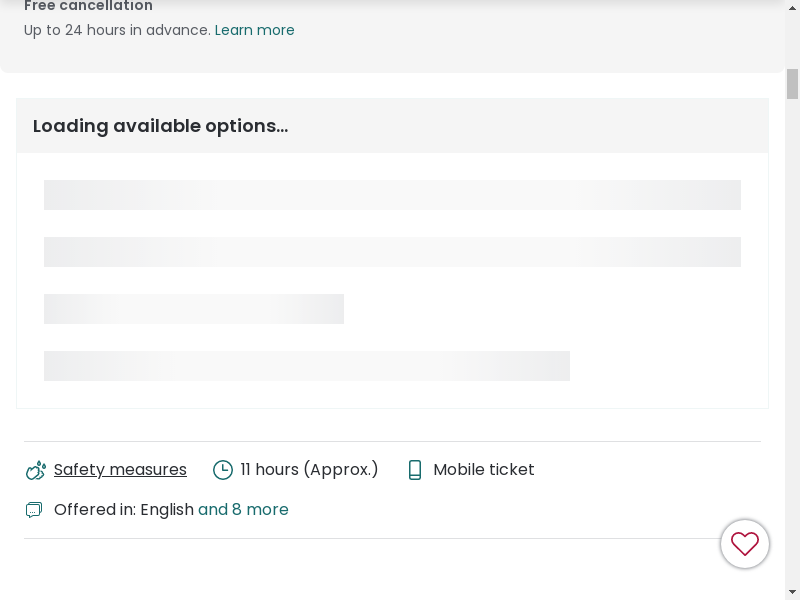 Free cancellation
Up to 24 hours in advance. Learn more
Loading available options...
Safety measures
11 hours (Approx.)
Mobile ticket
Offered in: English and 8 more